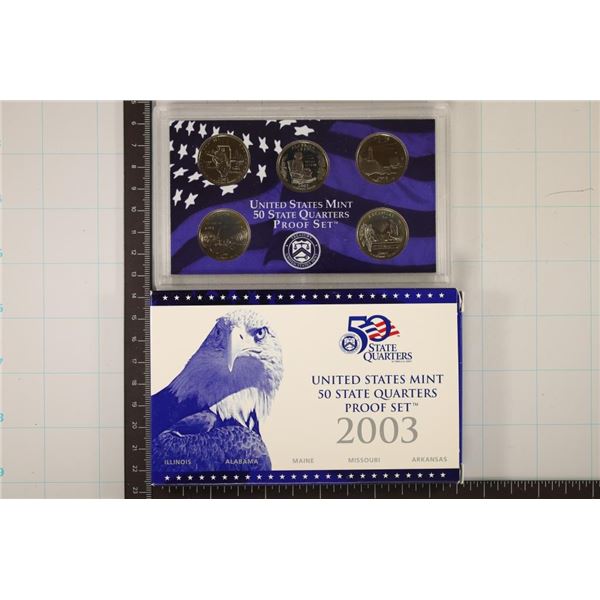 UNITED STATES MINT
50 STATE QUARTERS
PROOF SET™
50
STATE
QUARTERS
UNITED STATES MINT
50 STATE QUARTERS
PROOF SET™
2003
ILLINOIS ALABAMA MAINE MISSOURI ARKANSAS